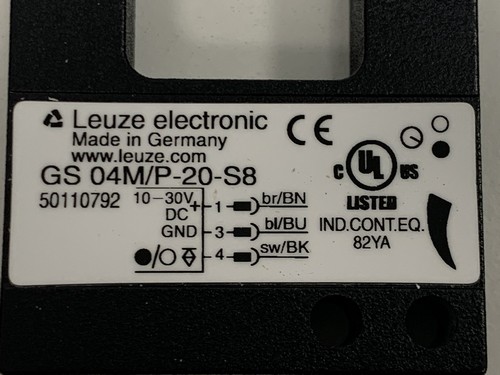 Leuze electronic
Made in Germany
www.leuze.com
GS 04M/P-20-S8
50110792
10-30V
DC
+
1
br/BN
GND
3
bl/BU
4
sw/BK
CE
C UL US
LISTED
IND.CONT.EQ.
82YA